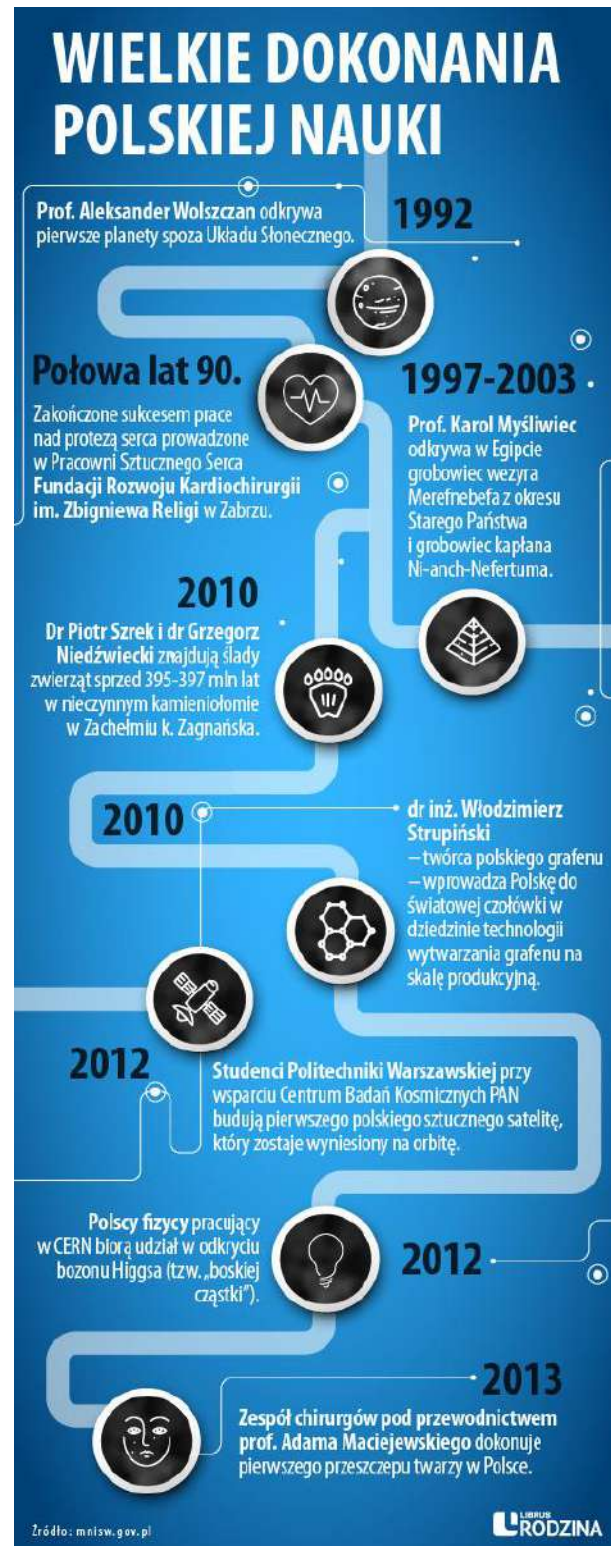 WIELKIE DOKONANIA
POLSKIEJ NAUKI
1992
Prof. Aleksander Wolszczan odkrywa
pierwsze planety spoza Układu Słonecznego.
Połowa lat 90.
Zakończone sukcesem prace
nad protezą serca prowadzone
w Pracowni Sztucznego Serca
Fundacji Rozwoju Kardiochirurgii
im. Zbigniewa Religi w Zabrzu.
1997-2003
Prof. Karol Myśliwiec
odkrywa w Egipcie
grobowiec wezyra
Merefnebefa z okresu
Starego Państwa
i grobowiec kapłana
Ni-anch-Nefertuma.
2010
Dr Piotr Szrek i dr Grzegorz
Niedźwiecki znajdują ślady
zwierząt sprzed 395-397 mln lat
w nieczynnym kamieniołomie
w Zachełmiu k. Zagnańska.
2010
dr inż. Włodzimierz
Strupiński
– twórca polskiego grafenu
– wprowadza Polskę do
światowej czołówki w
dziedzinie technologii
wytwarzania grafenu na
skalę produkcyjną.
2012
Studenci Politechniki Warszawskiej przy
wsparciu Centrum Badań Kosmicznych PAN
budują pierwszego polskiego sztucznego satelitę,
który zostaje wyniesiony na orbitę.
Polscy fizycy pracujący
w CERN biorą udział w odkryciu
bozonu Higgsa (tzw. „boskiej
cząstki").
2012
2013
Zespół chirurgów pod przewodnictwem
prof. Adama Maciejewskiego dokonuje
pierwszego przeszczepu twarzy w Polsce.
Źródło: mnisw.gov.pl
LIBRUS
RODZINA